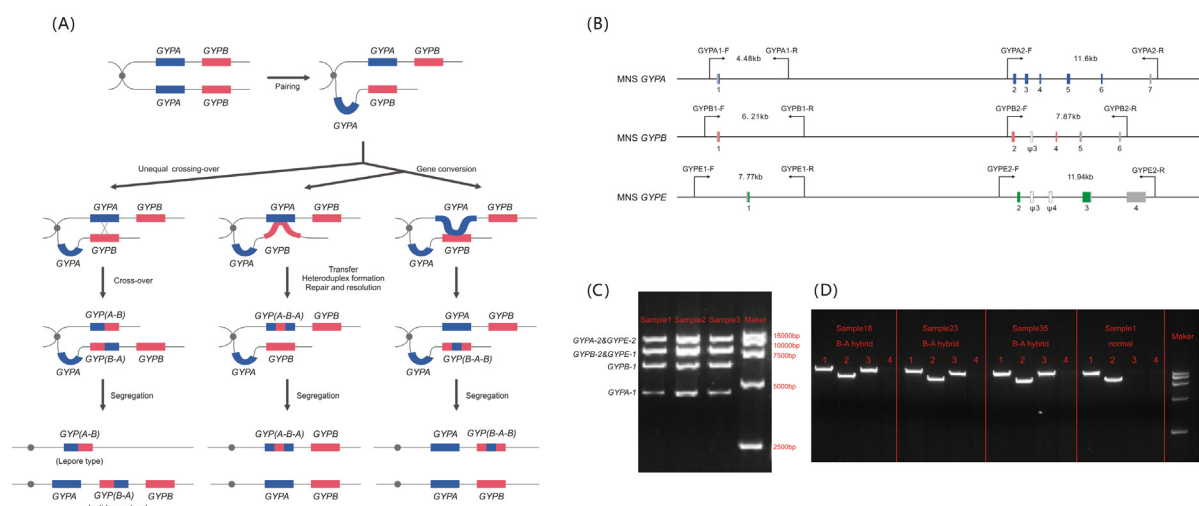 (A)
GYPA GYPB
GYPA GYPB
Pairing
GYPA GYPB
GYPB
GYPA
Unequal crossing-over
Gene conversion
GYPA GYPB
GYPB
GYPA
GYPA GYPB
GYPB
GYPA
GYPA GYPB
GYPB
GYPA
Cross-over
Transfer
Heteroduplex formation
Repair and resolution
GYP(A-B)
GYPB
GYP(B-A)
GYPA
GYP(A-B-A)
GYPB
GYPB
GYPA
GYPA
GYPB
GYP(B-A-B)
GYPA
Segregation
Segregation
Segregation
GYP(A-B)
(Lepore type)
GYPA GYP(B-A) GYPB
GYP(A-B-A) GYPB
GYPA GYPB
GYPA GYP(B-A-B)
GYPA GYPB
(B)
GYPA1-F GYPA1-R GYPA2-F GYPA2-R
4.48kb 11.6kb
MNS GYPA
1 2 3 4 5 6 7
GYPB1-F GYPB1-R GYPB2-F GYPB2-R
6.21kb 7.87kb
MNS GYPB
1 2 ψ3 4 5 6
GYPE1-F GYPE1-R GYPE2-F GYPE2-R
7.77kb 11.94kb
MNS GYPE
1 2 ψ3 ψ4 3 4
(C)
Sample1 Sample2 Sample3 Maker
GYPA-2&GYPE-2
GYPB-2&GYPE-1
GYPB-1
GYPA-1
15000bp
10000bp
7500bp
5000bp
2500bp
(D)
Sample18 Sample23 Sample35 Sample1 Maker
B-A hybrid B-A hybrid B-A hybrid normal
1 2 3 4 1 2 3 4 1 2 3 4 1 2 3 4